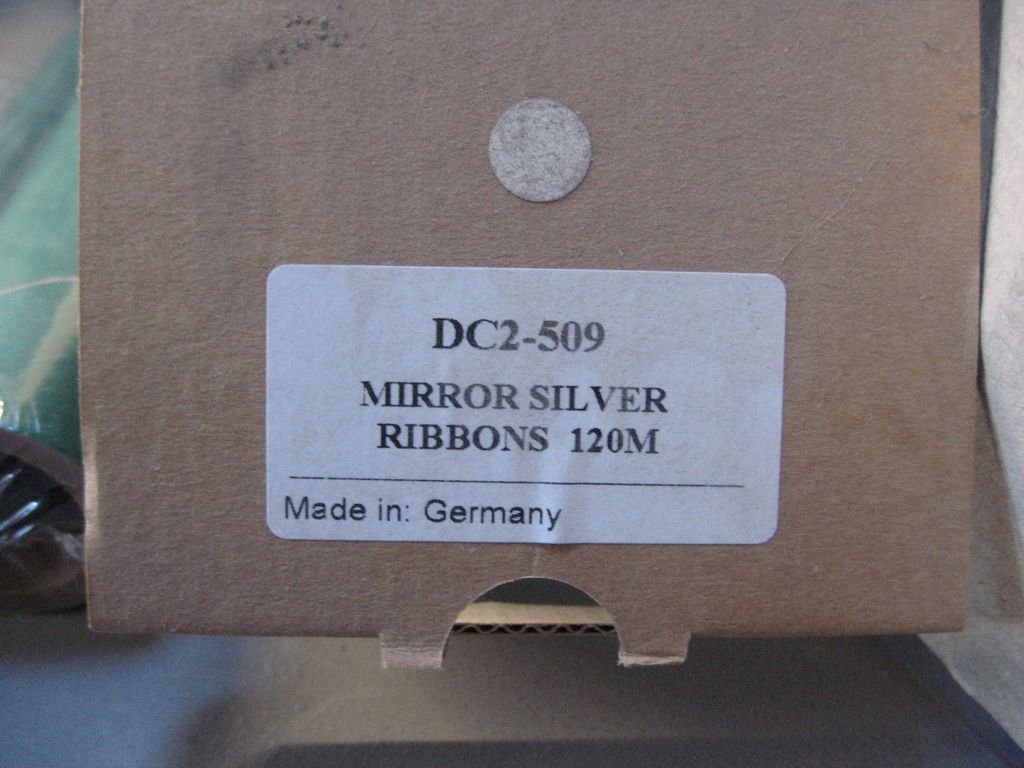 DC2-509
MIRROR SILVER
RIBBONS 120M
Made in: Germany